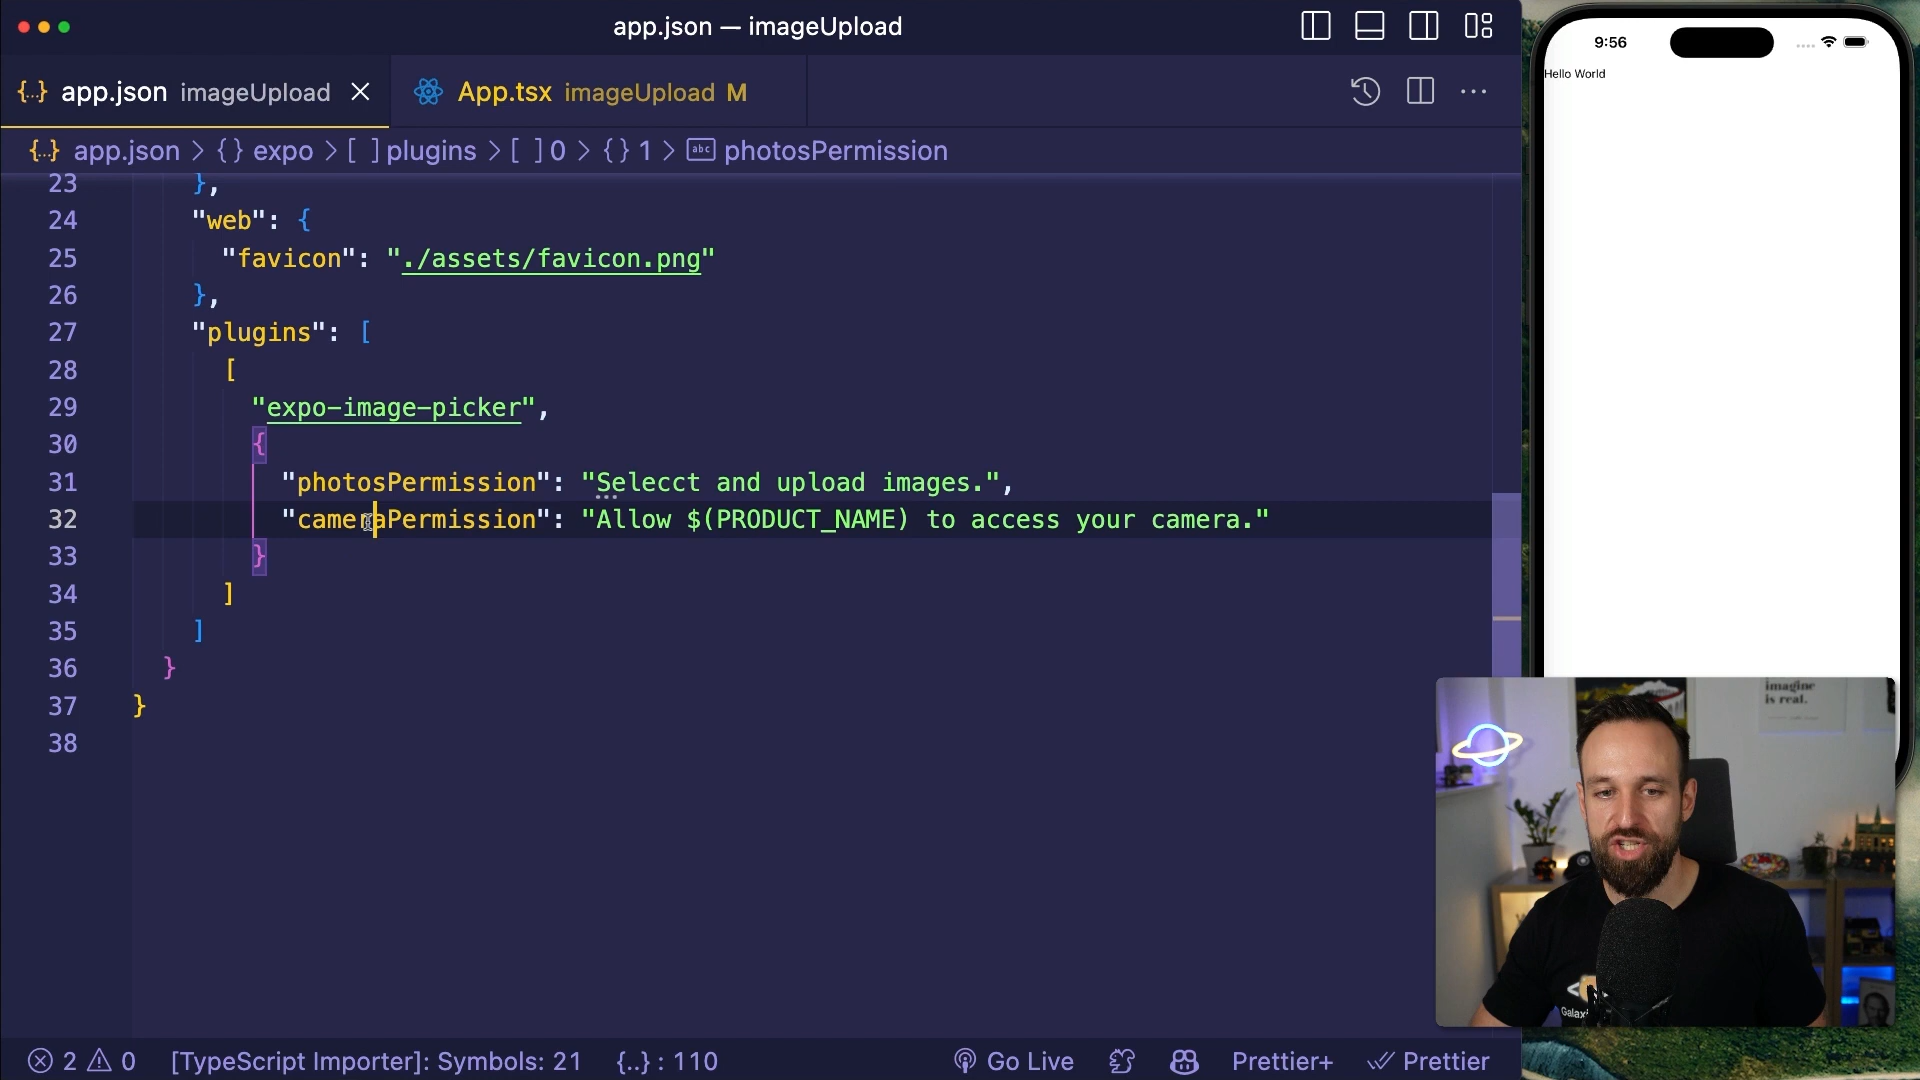 app.json — imageUpload
{..} app.json imageUpload
App.tsx imageUpload M
{..} app.json > {} expo > [ ] plugins > [ ] 0 > {} 1 > abc photosPermission
23 },
24 "web": {
25 "favicon": "./assets/favicon.png"
26 },
27 "plugins": [
28 [
29 "expo-image-picker",
30 {
31 "photosPermission": "Selecct and upload images.",
32 "cameraPermission": "Allow $(PRODUCT_NAME) to access your camera."
33 }
34 ]
35 ]
36 }
37 }
38
2 0 [TypeScript Importer]: Symbols: 21 {..} : 110 Go Live Prettier+ Prettier
9:56
Hello World
imagine
is real.
Galax